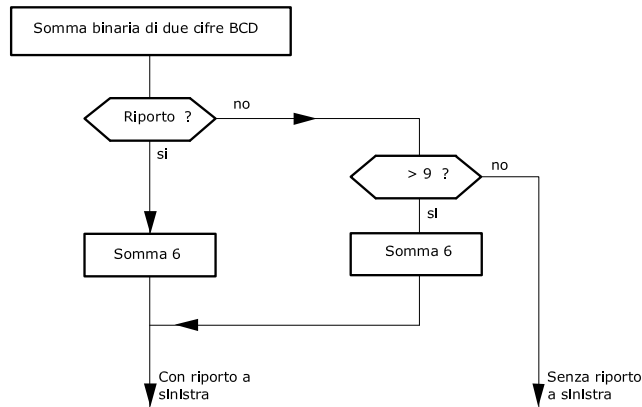 Somma binaria di due cifre BCD
Riporto ?
no
si
> 9 ?
no
si
Somma 6
Somma 6
Con riporto a
sinistra
Senza riporto
a sinistra